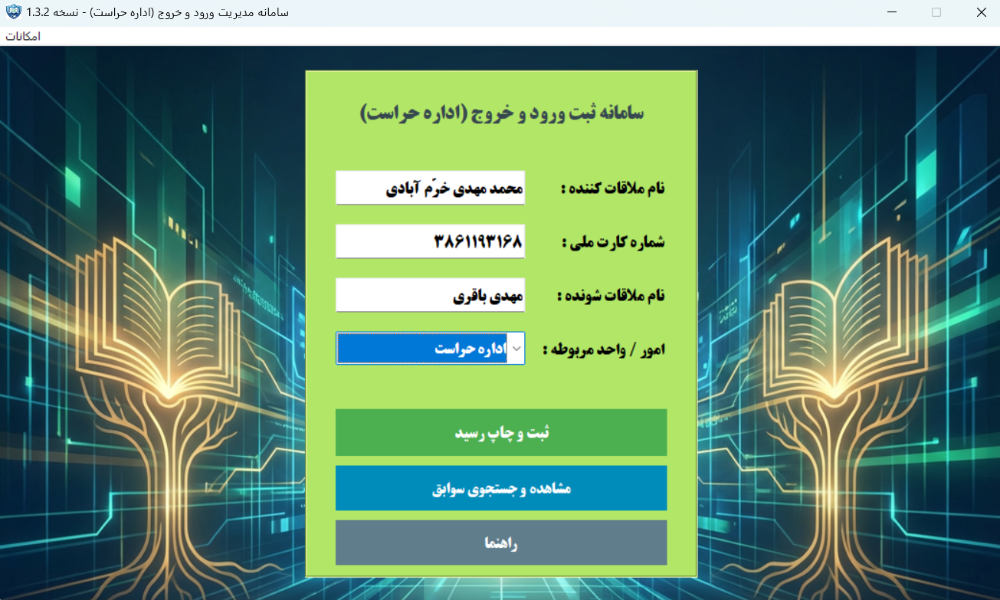 سامانه مدیریت ورود و خروج (اداره حراست) - نسخه 1.3.2
امکانات
سامانه ثبت ورود و خروج (اداره حراست)
نام ملاقات کننده : محمد مهدی خرّم آبادی
شماره کارت ملی : ۳۸۶۱۱۹۳۱۶۸
نام ملاقات شونده : مهدی باقری
امور / واحد مربوطه : اداره حراست
ثبت و چاپ رسید
مشاهده و جستجوی سوابق
راهنما